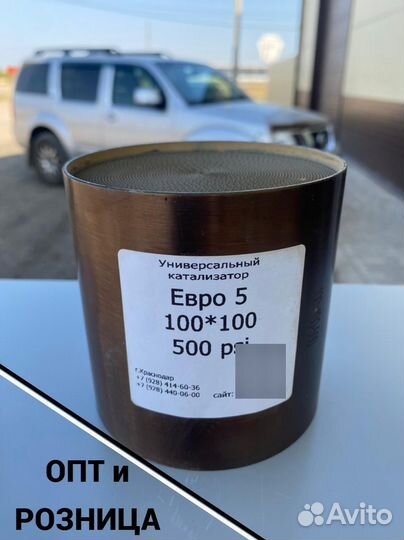 Универсальный
катализатор
Евро 5
100*100
500 psi
г.Краснодар
+7 (928) 414-60-36
+7 (978) 440-06-00 сайт:
ОПТ и
РОЗНИЦА
Avito